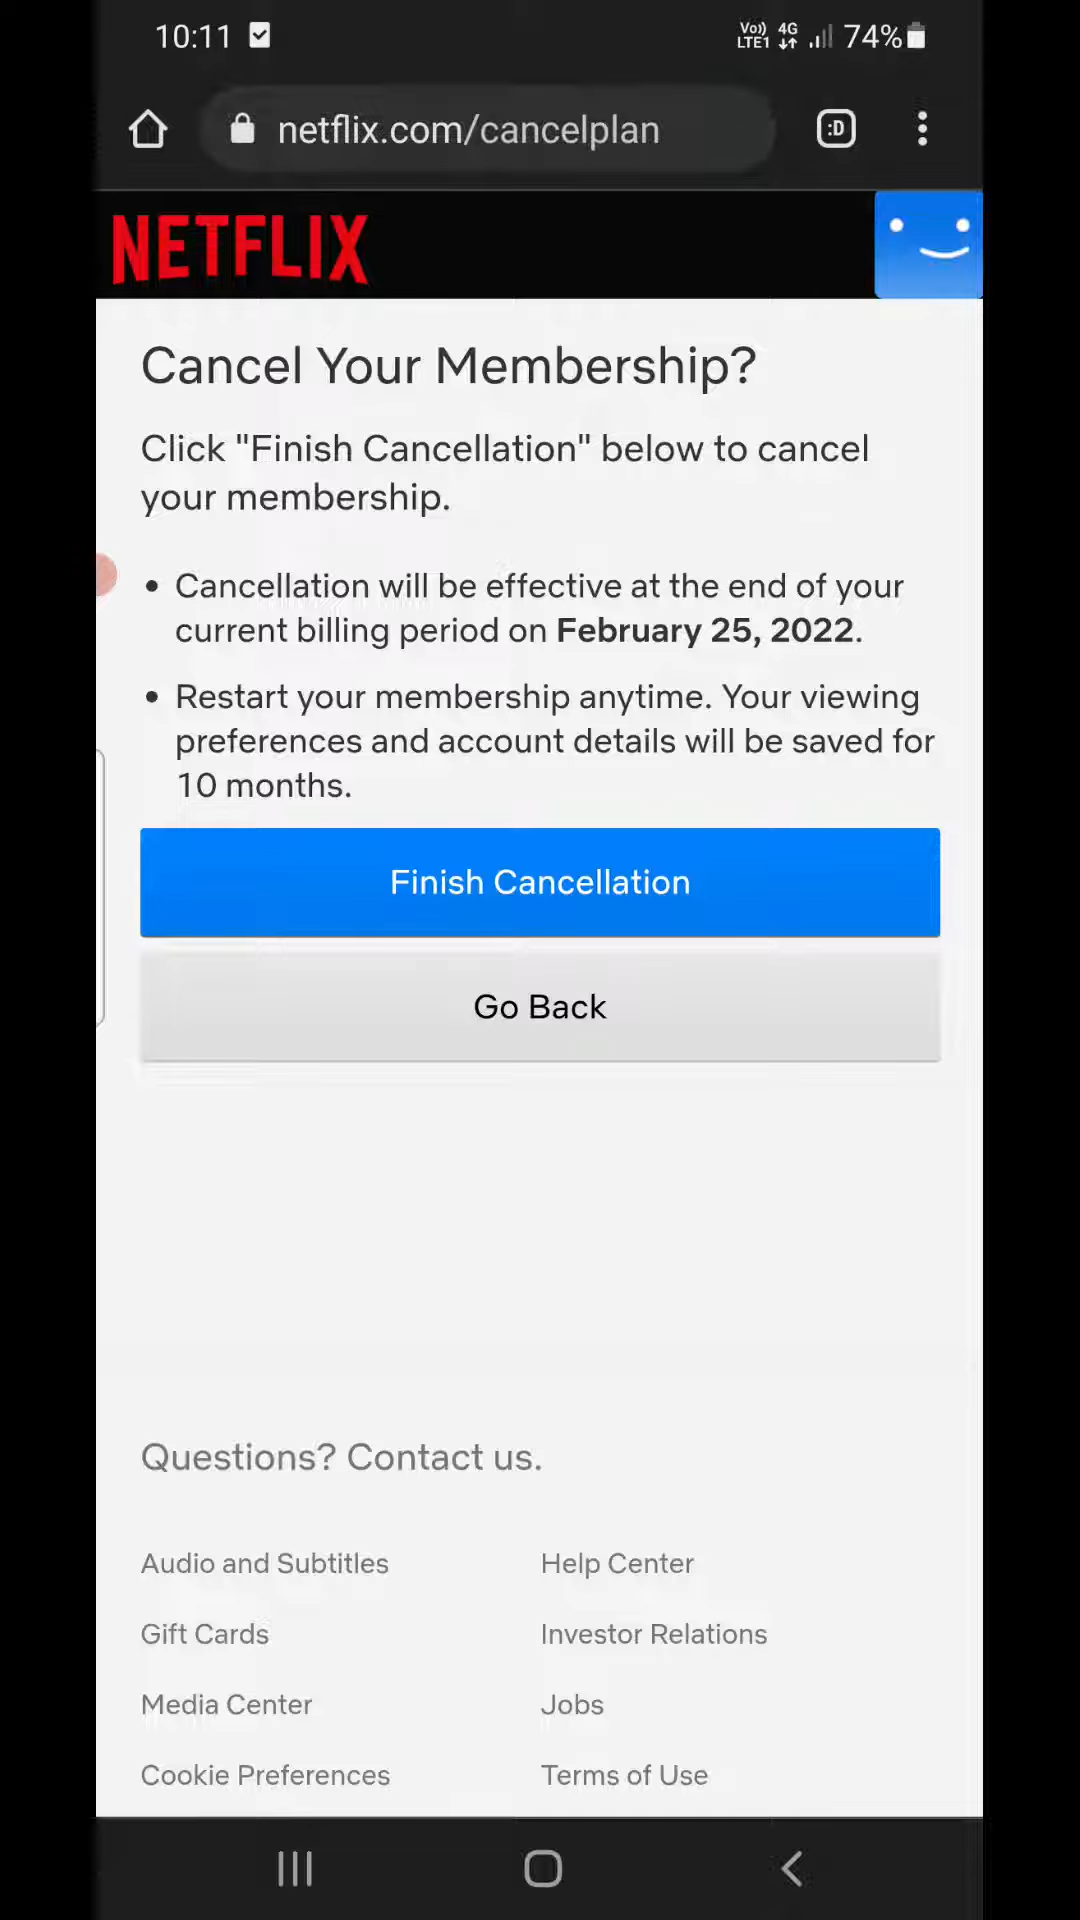 10:11
Vo)) LTE1 4G 74%
netflix.com/cancelplan
:D
NETFLIX
Cancel Your Membership?
Click "Finish Cancellation" below to cancel
your membership.
• Cancellation will be effective at the end of your
current billing period on February 25, 2022.
• Restart your membership anytime. Your viewing
preferences and account details will be saved for
10 months.
Finish Cancellation
Go Back
Questions? Contact us.
Audio and Subtitles
Help Center
Gift Cards
Investor Relations
Media Center
Jobs
Cookie Preferences
Terms of Use